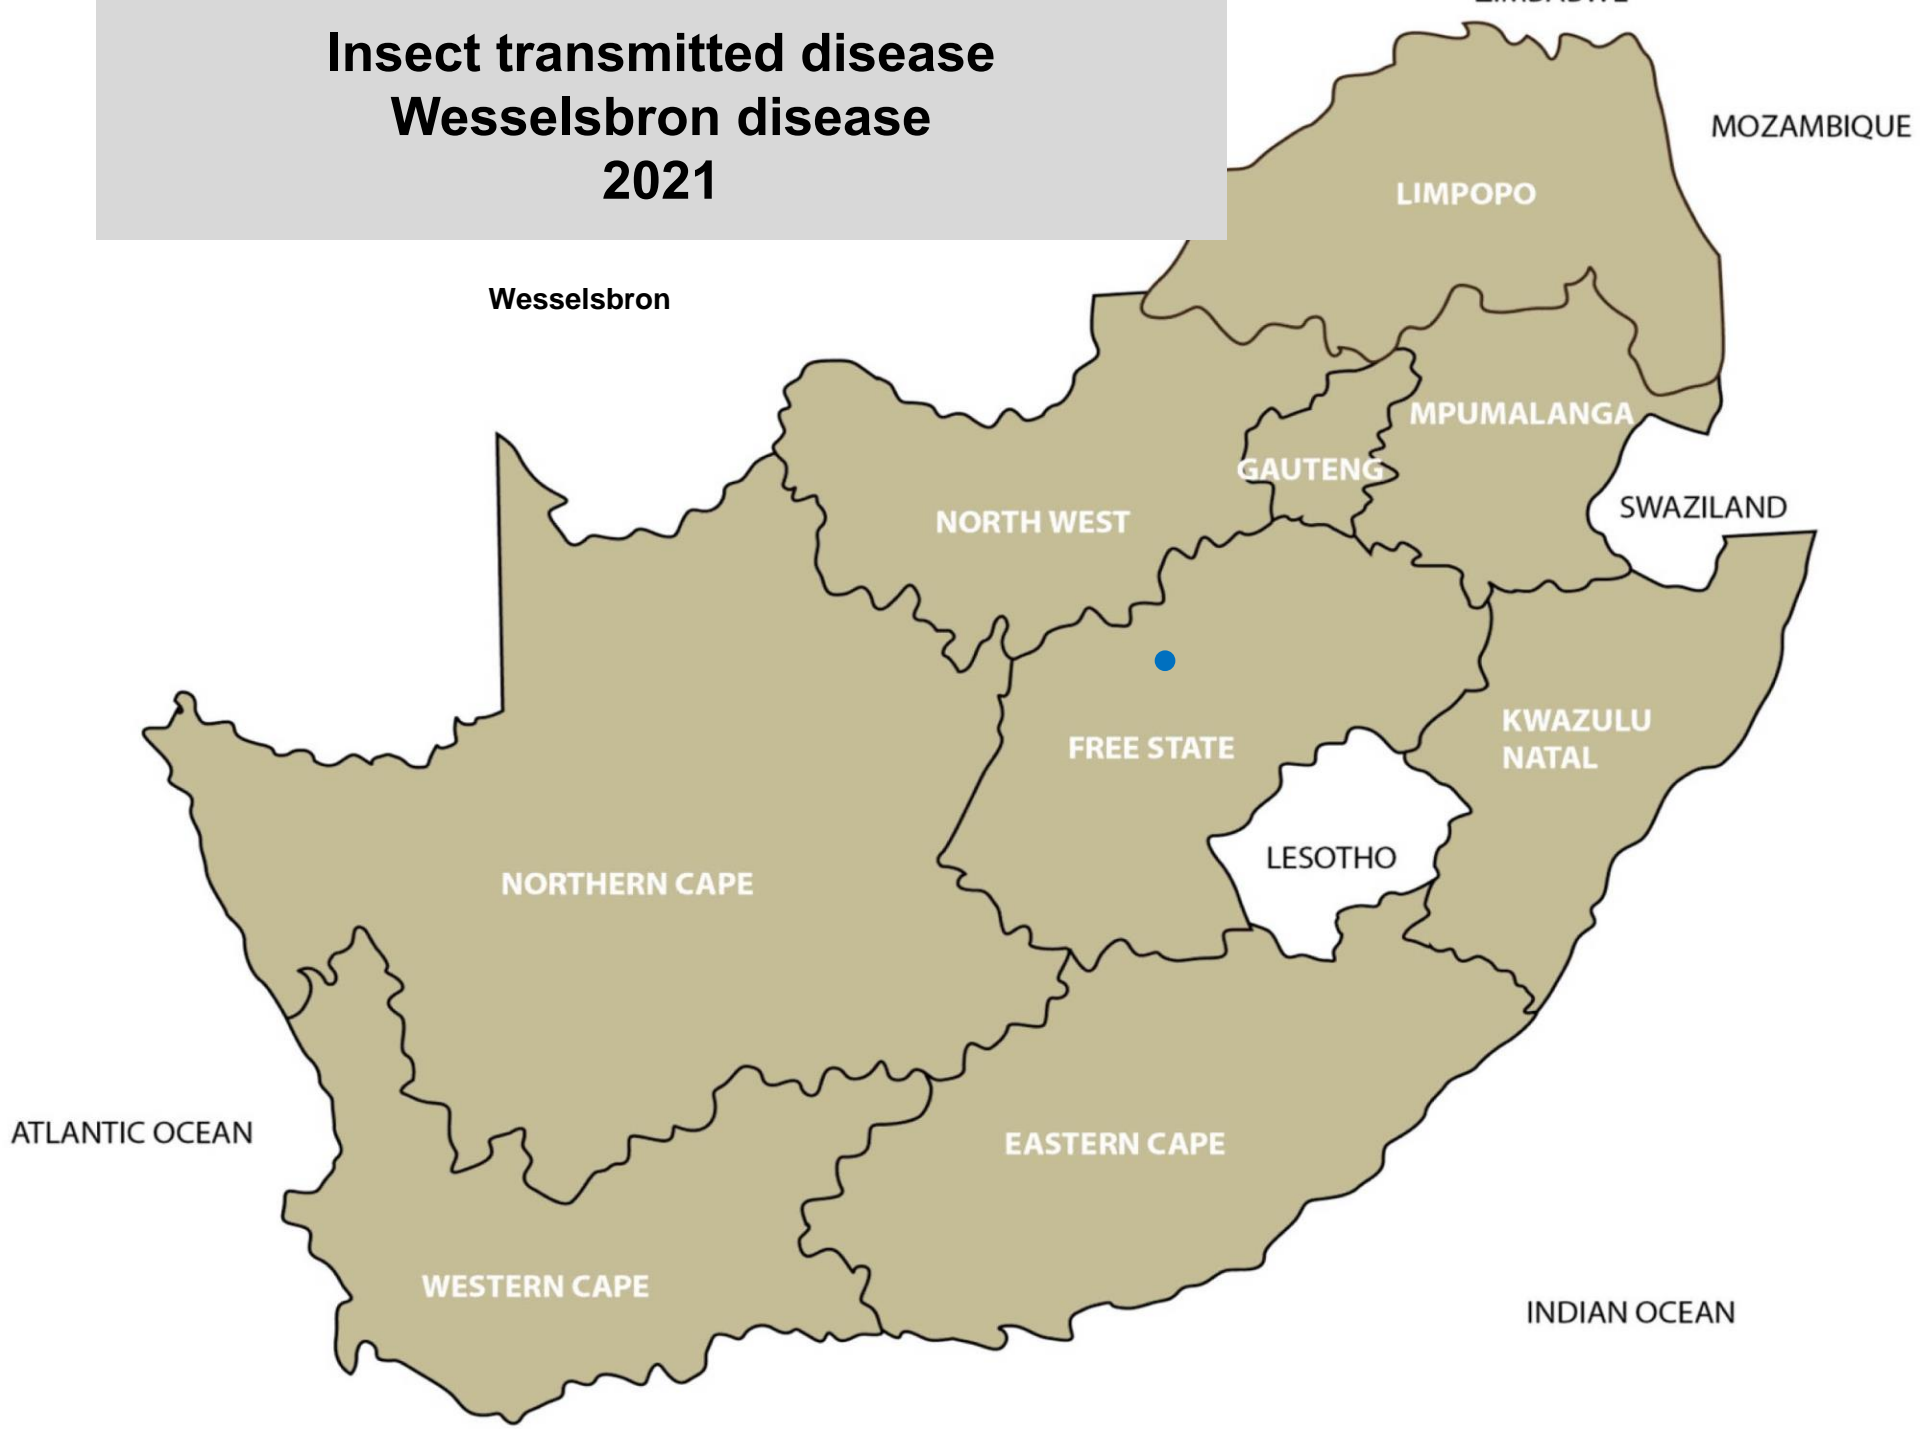 Insect transmitted disease
Wesselsbron disease
2021
MOZAMBIQUE
LIMPOPO
Wesselsbron
MPUMALANGA
GAUTENG
SWAZILAND
NORTH WEST
KWAZULU
NATAL
FREE STATE
LESOTHO
NORTHERN CAPE
ATLANTIC OCEAN
EASTERN CAPE
WESTERN CAPE
INDIAN OCEAN